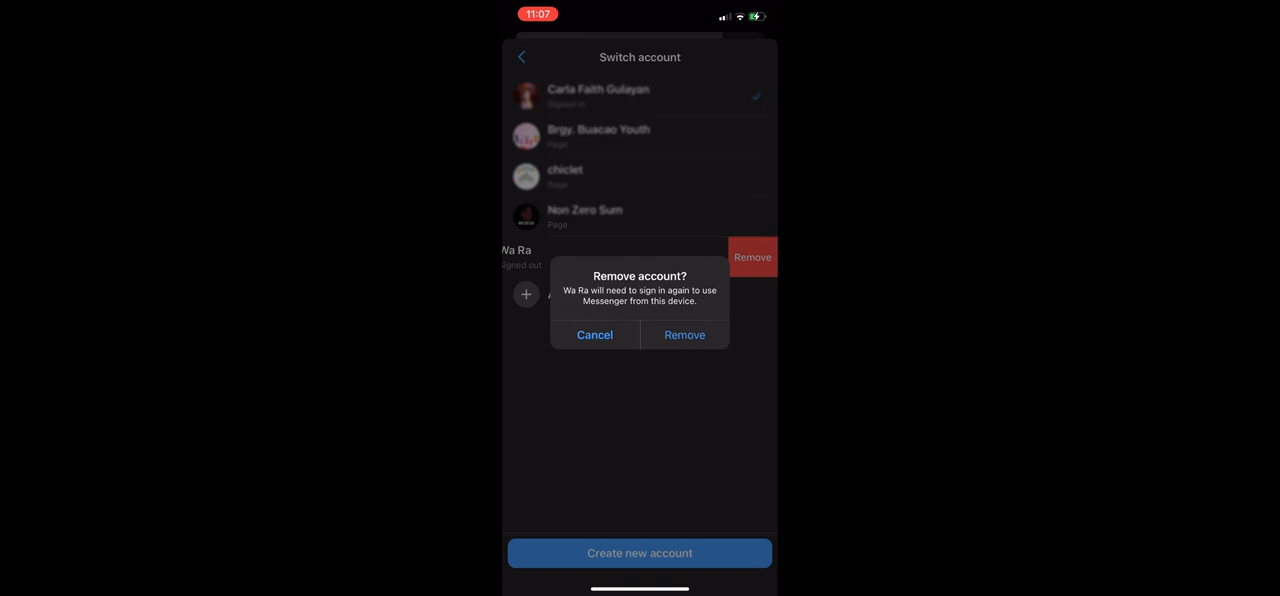 11:07
Switch account
Carla Faith Gulayan
Signed in
Brgy. Buacao Youth
Page
chiclet
Page
Non Zero Sum
Page
Wa Ra
Signed out
Remove
Remove account?
Wa Ra will need to sign in again to use
Messenger from this device.
Cancel
Remove
Create new account